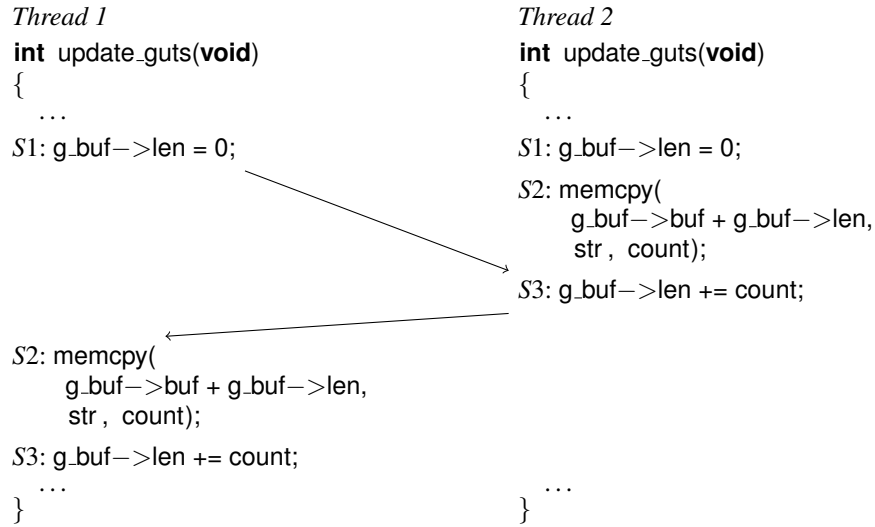 Thread 1
int update_guts(void)
{
...
S1: g_buf->len = 0;
S2: memcpy(
g_buf->buf + g_buf->len,
str , count);
S3: g_buf->len += count;
...
}
Thread 2
int update_guts(void)
{
...
S1: g_buf->len = 0;
S2: memcpy(
g_buf->buf + g_buf->len,
str , count);
S3: g_buf->len += count;
...
}